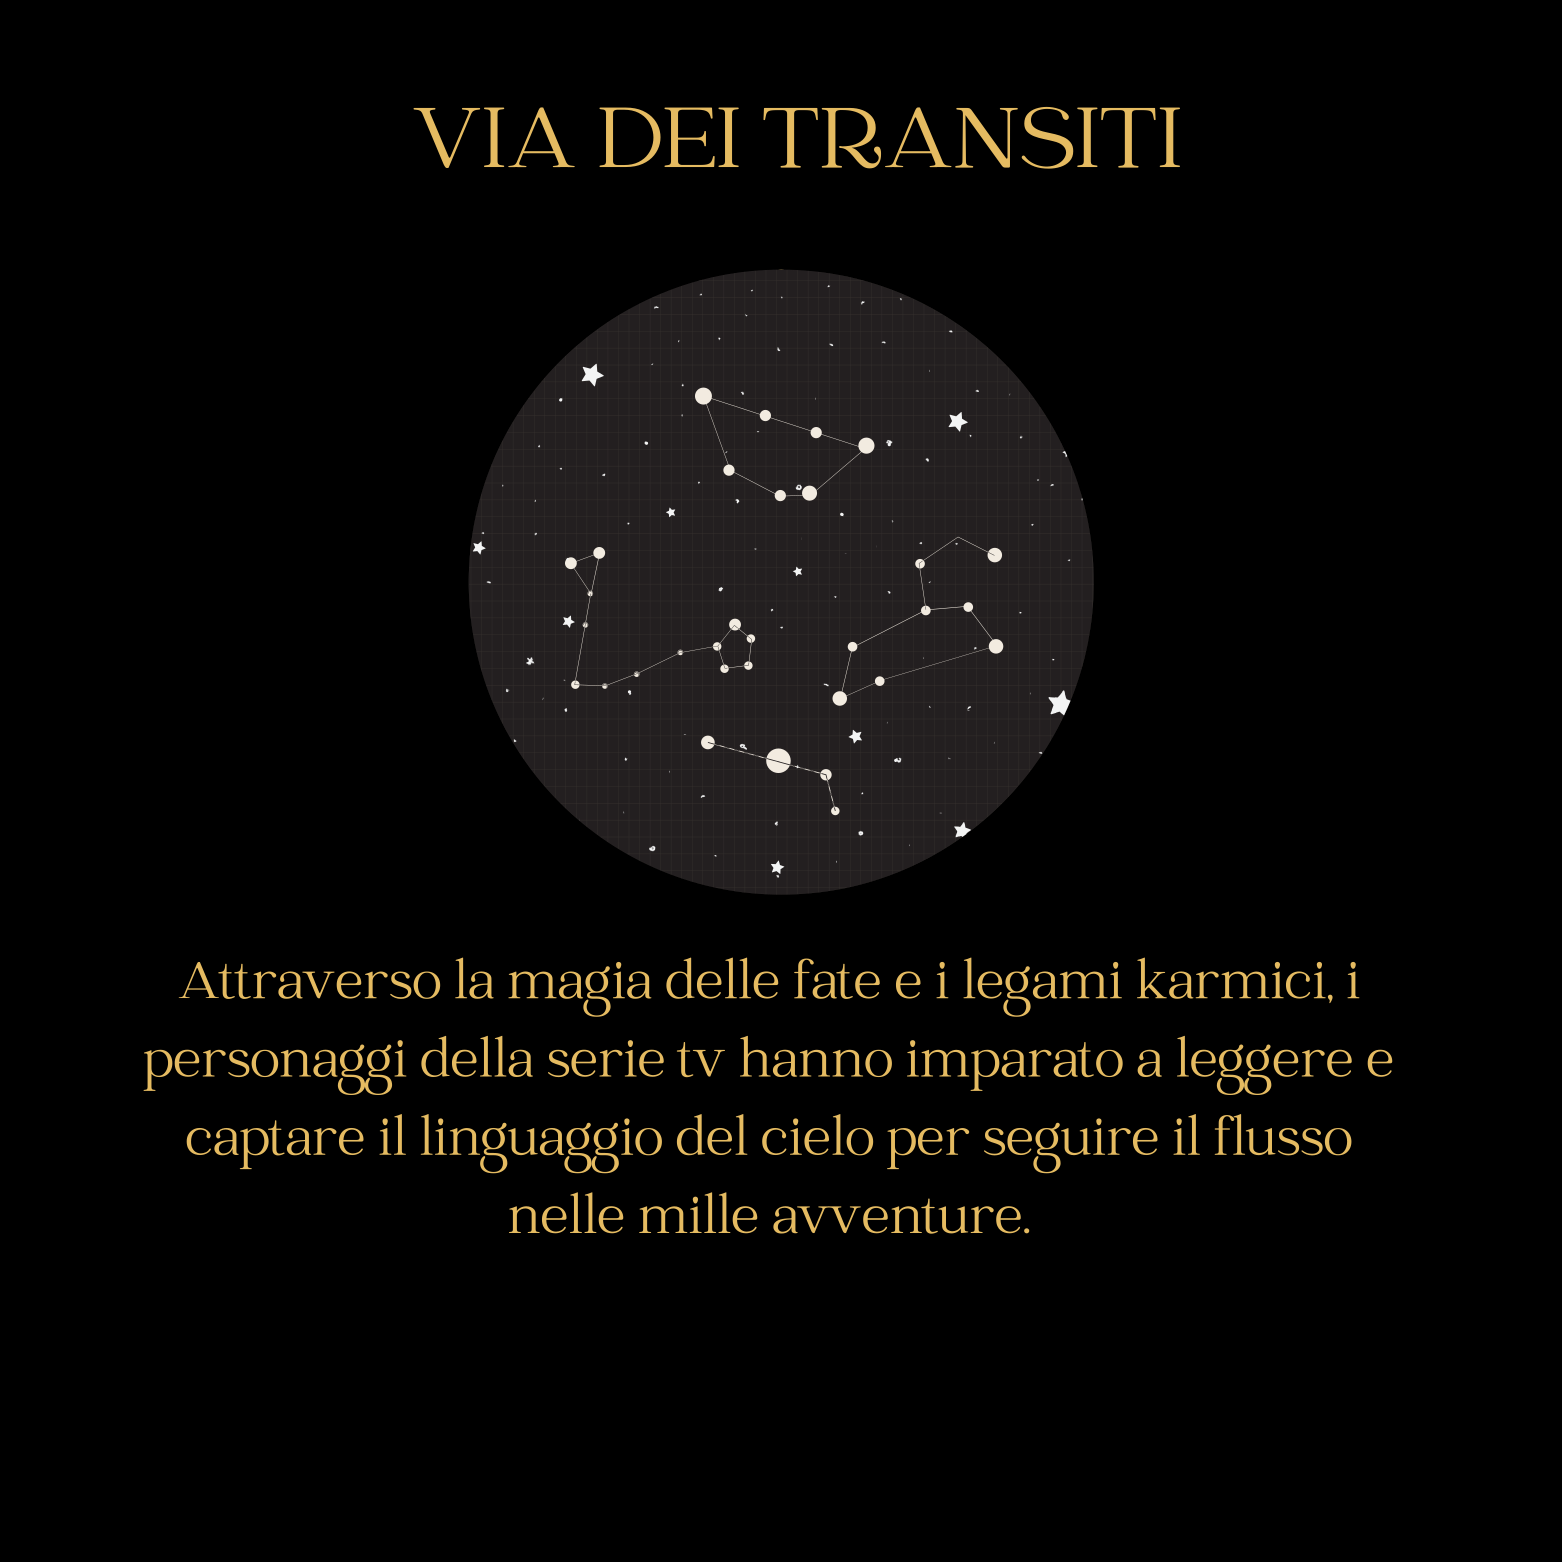 VIA DEI TRANSITI
Attraverso la magia delle fate e i legami karmici, i
personaggi della serie tv hanno imparato a leggere e
captare il linguaggio del cielo per seguire il flusso
nelle mille avventure.